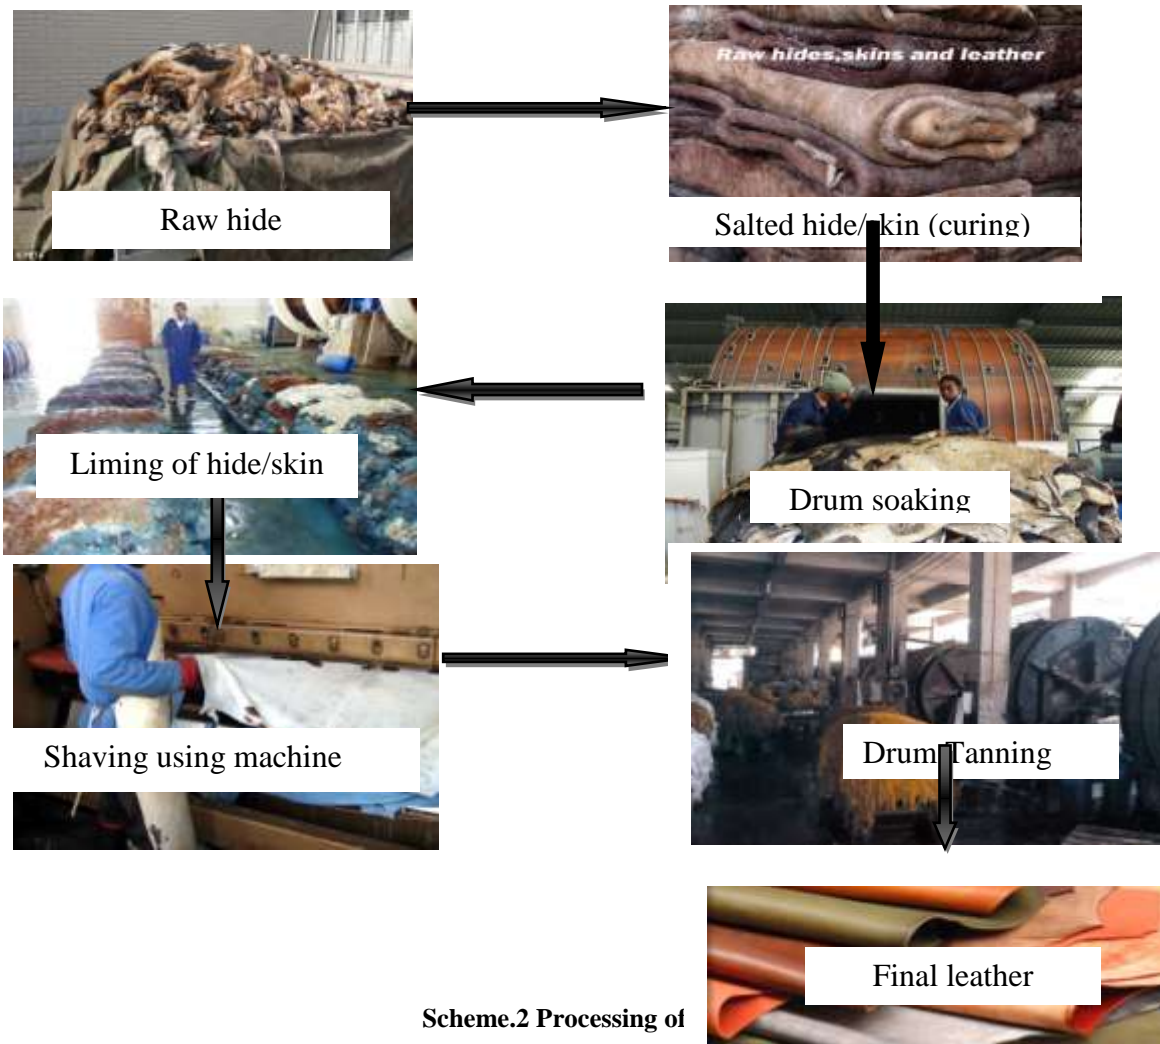 Raw hides,skins and leather
Raw hide
Salted hide/skin (curing)
Drum soaking
Liming of hide/skin
Shaving using machine
Drum Tanning
Final leather
Scheme.2 Processing of